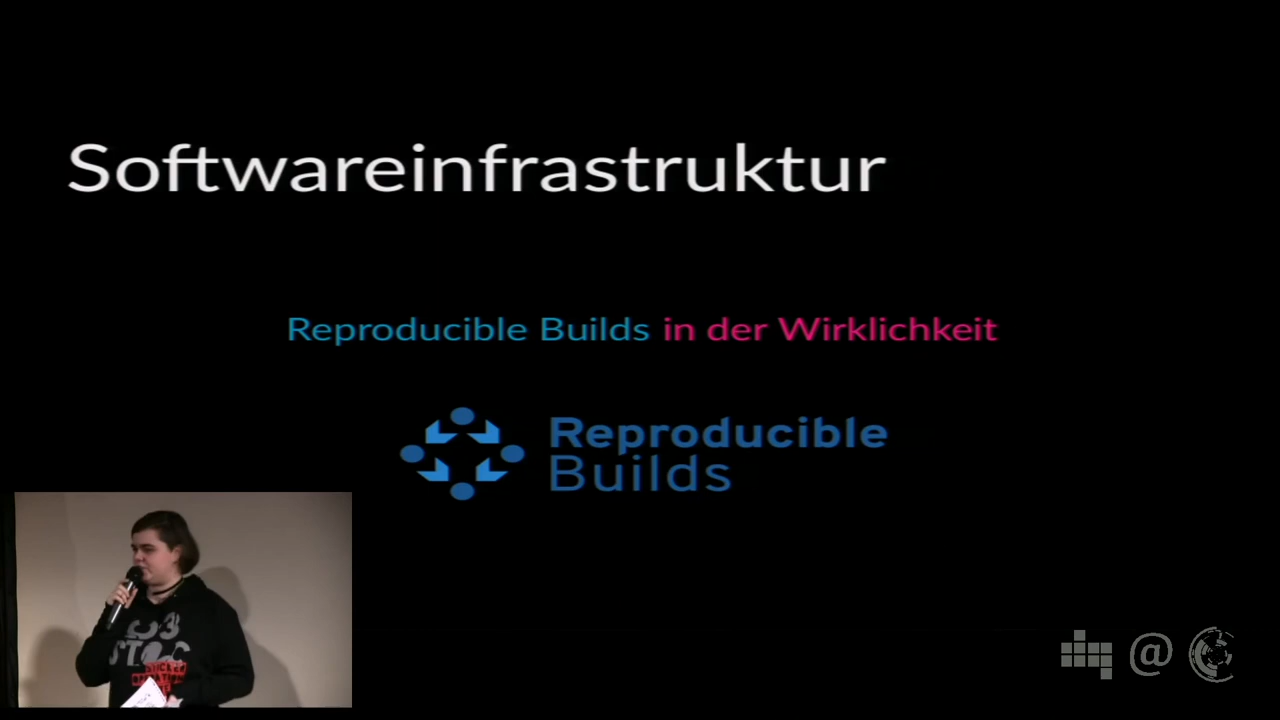 Softwareinfrastruktur
Reproducible Builds in der Wirklichkeit
Reproducible
Builds
@